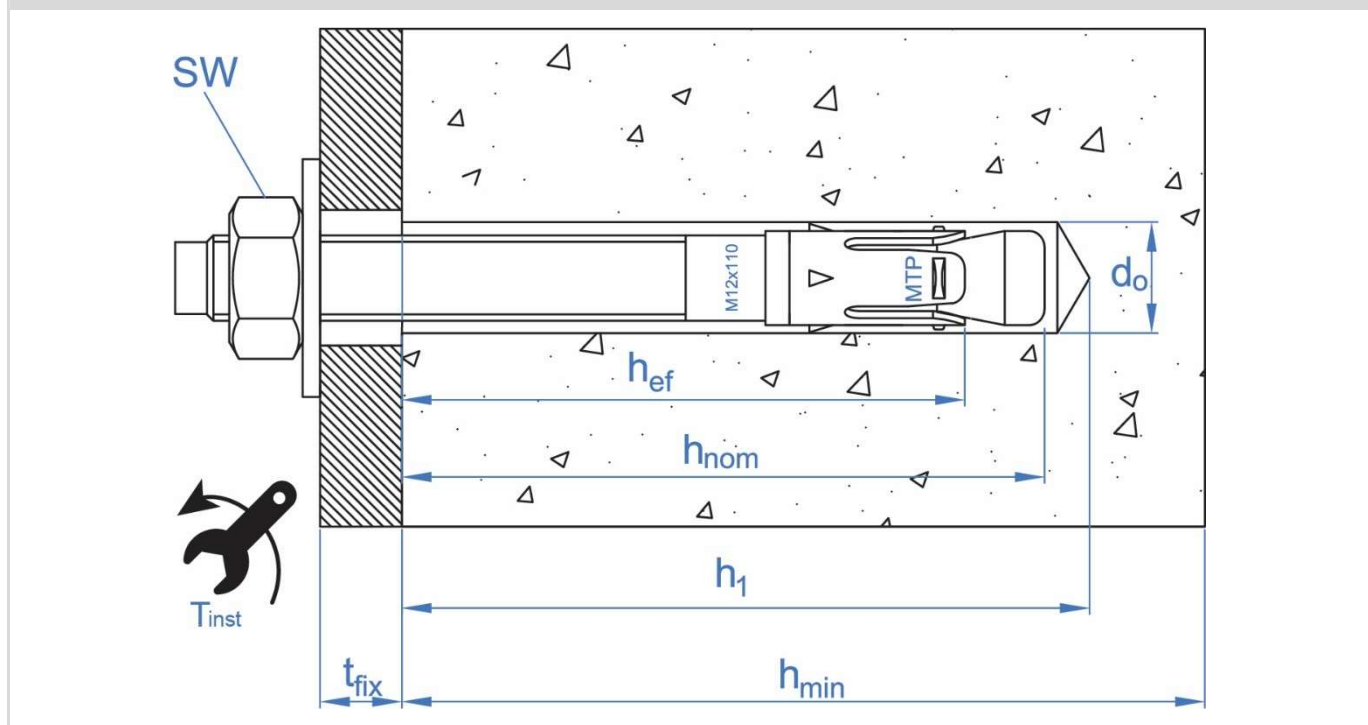 SW
M12x110
MTP
do
hef
hnom
h1
Tinst
tfix
hmin